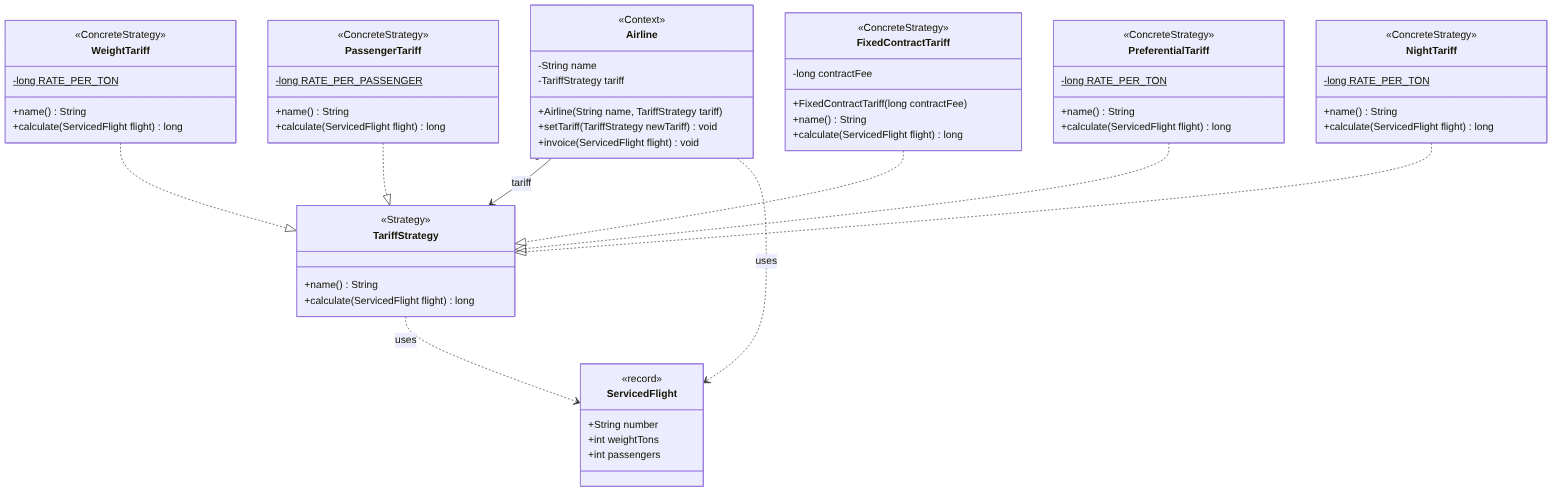 «ConcreteStrategy»
WeightTariff
-long RATE_PER_TON
+name() : String
+calculate(ServicedFlight flight) : long
«ConcreteStrategy»
PassengerTariff
-long RATE_PER_PASSENGER
+name() : String
+calculate(ServicedFlight flight) : long
«Context»
Airline
-String name
-TariffStrategy tariff
+Airline(String name, TariffStrategy tariff)
+setTariff(TariffStrategy newTariff) : void
+invoice(ServicedFlight flight) : void
«ConcreteStrategy»
FixedContractTariff
-long contractFee
+FixedContractTariff(long contractFee)
+name() : String
+calculate(ServicedFlight flight) : long
«ConcreteStrategy»
PreferentialTariff
-long RATE_PER_TON
+name() : String
+calculate(ServicedFlight flight) : long
«ConcreteStrategy»
NightTariff
-long RATE_PER_TON
+name() : String
+calculate(ServicedFlight flight) : long
tariff
«Strategy»
TariffStrategy
+name() : String
+calculate(ServicedFlight flight) : long
uses
uses
«record»
ServicedFlight
+String number
+int weightTons
+int passengers